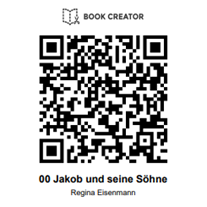 BOOK CREATOR
00 Jakob und seine Söhne
Regina Eisenmann